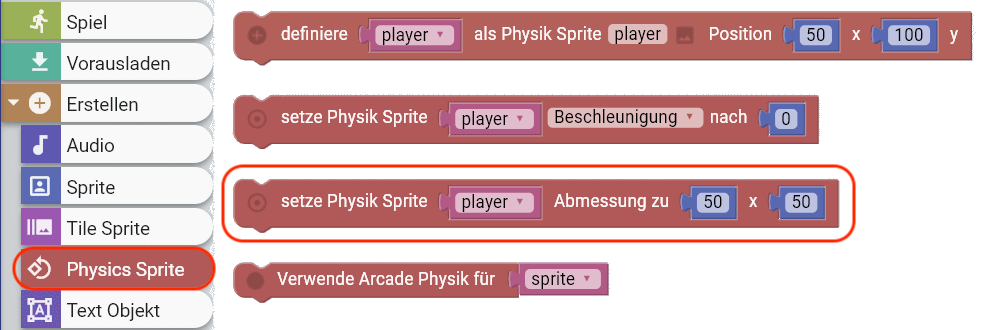 Spiel
Vorausladen
Erstellen
Audio
Sprite
Tile Sprite
Physics Sprite
Text Objekt
definiere player als Physik Sprite player Position 50 x 100 y
setze Physik Sprite player Beschleunigung nach 0
setze Physik Sprite player Abmessung zu 50 x 50
Verwende Arcade Physik für sprite